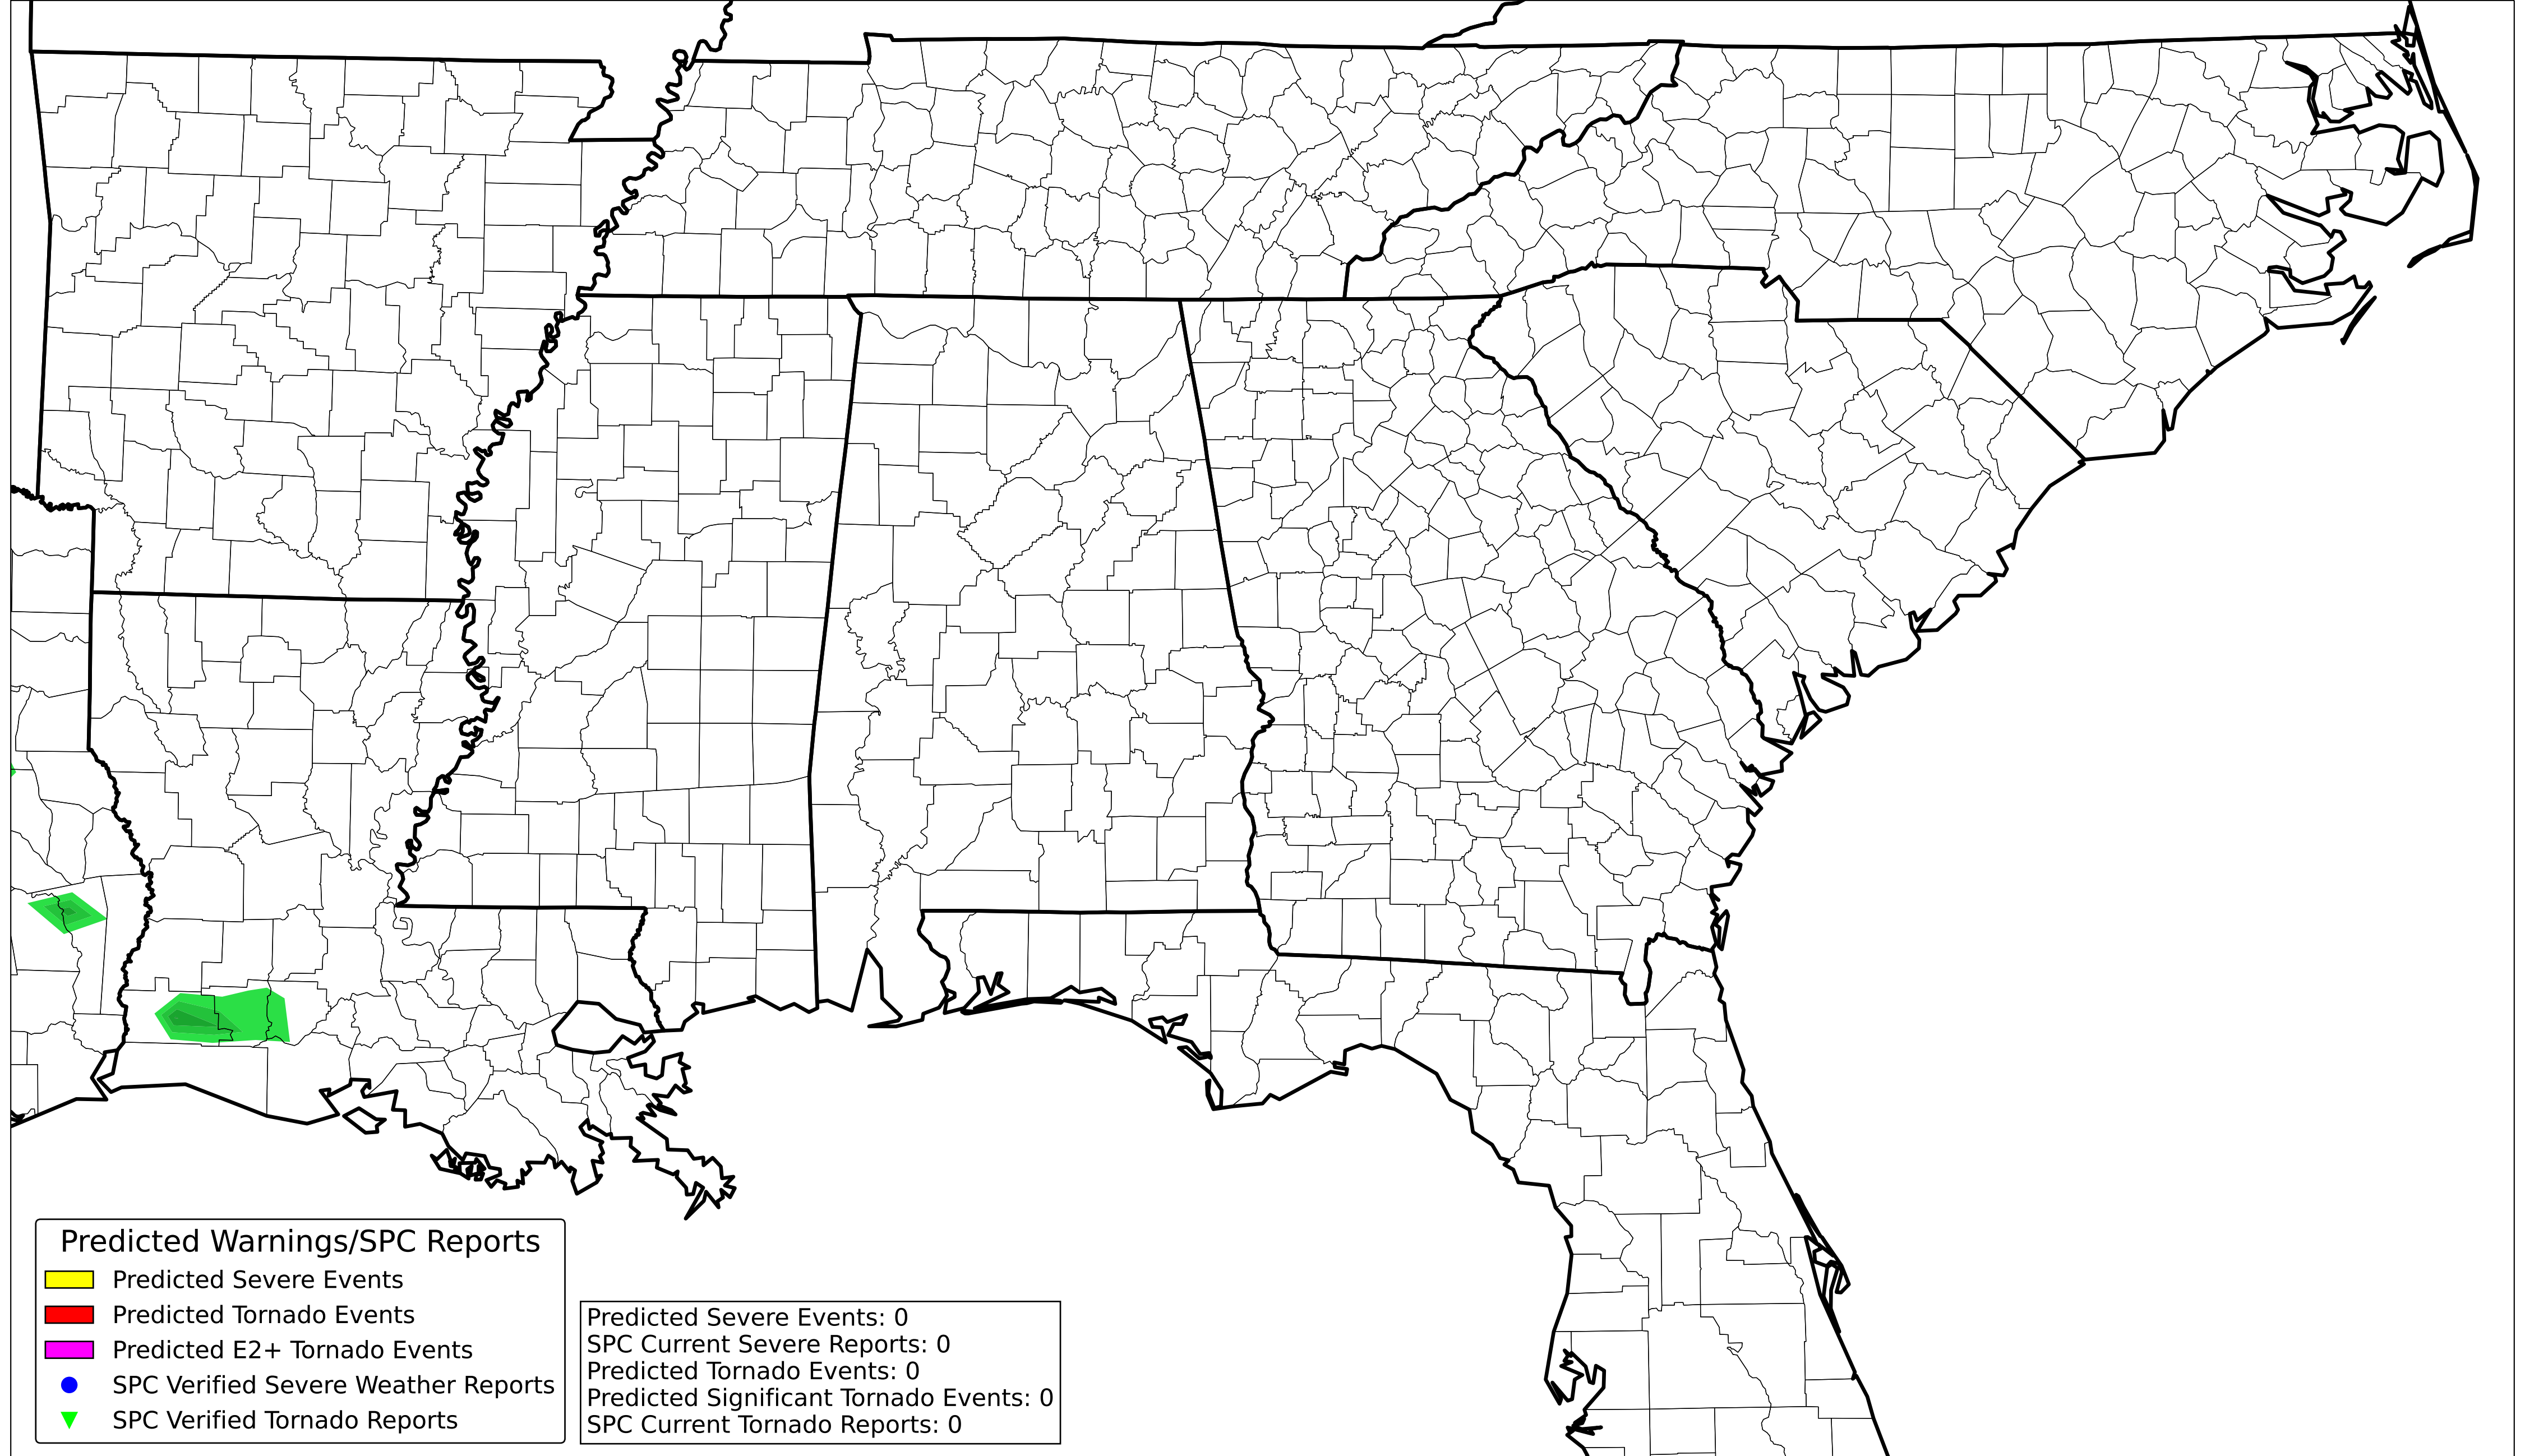 Predicted Warnings/SPC Reports
Predicted Severe Events
Predicted Tornado Events
Predicted E2+ Tornado Events
SPC Verified Severe Weather Reports
SPC Verified Tornado Reports
Predicted Severe Events: 0
SPC Current Severe Reports: 0
Predicted Tornado Events: 0
Predicted Significant Tornado Events: 0
SPC Current Tornado Reports: 0